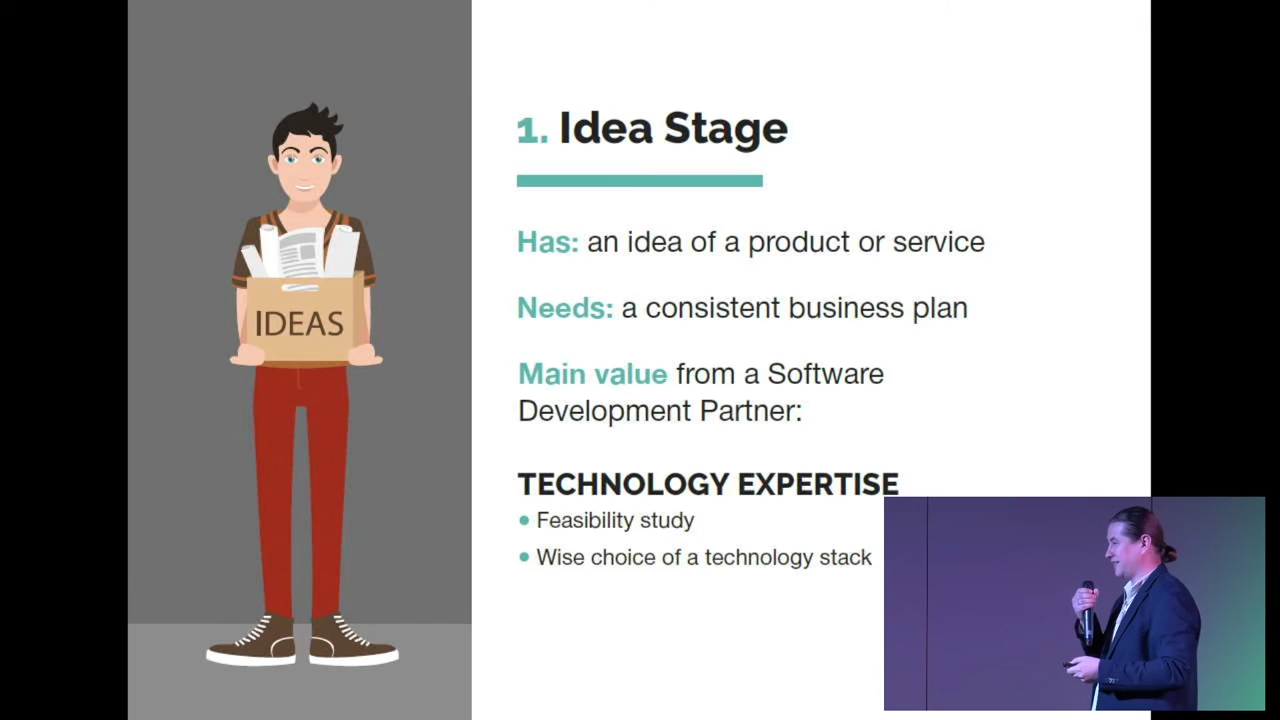 1. Idea Stage
Has: an idea of a product or service
Needs: a consistent business plan
Main value from a Software
Development Partner:
TECHNOLOGY EXPERTISE
• Feasibility study
• Wise choice of a technology stack
IDEAS